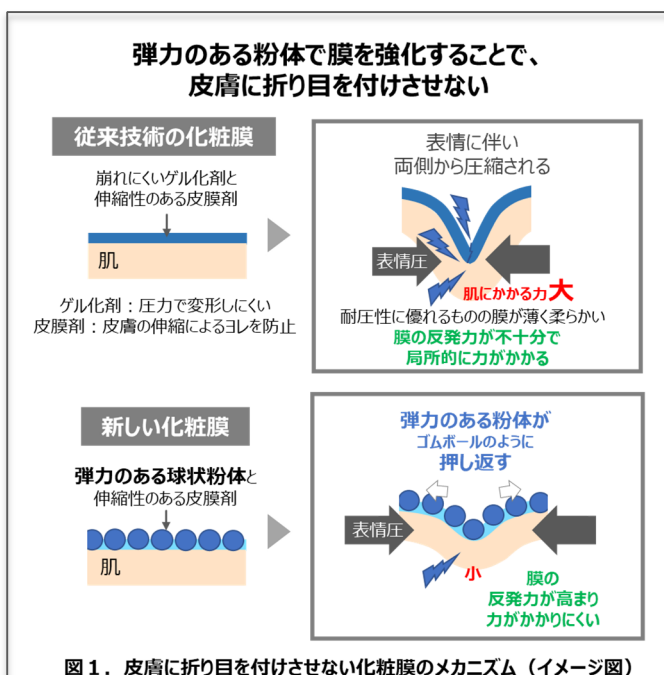 弾力のある粉体で膜を強化することで、
皮膚に折り目を付けさせない
従来技術の化粧膜
崩れにくいゲル化剤と
伸縮性のある皮膜剤
肌
ゲル化剤：圧力で変形しにくい
皮膜剤：皮膚の伸縮によるヨレを防止
表情に伴い
両側から圧縮される
表情圧
肌にかかる力大
耐圧性に優れるものの膜が薄く柔らかい
膜の反発力が不十分で
局所的に力がかかる
新しい化粧膜
弾力のある球状粉体と
伸縮性のある皮膜剤
肌
弾力のある粉体が
ゴムボールのように
押し返す
表情圧
小
膜の
反発力が高まり
力がかかりにくい
図１．皮膚に折り目を付けさせない化粧膜のメカニズム（イメージ図）